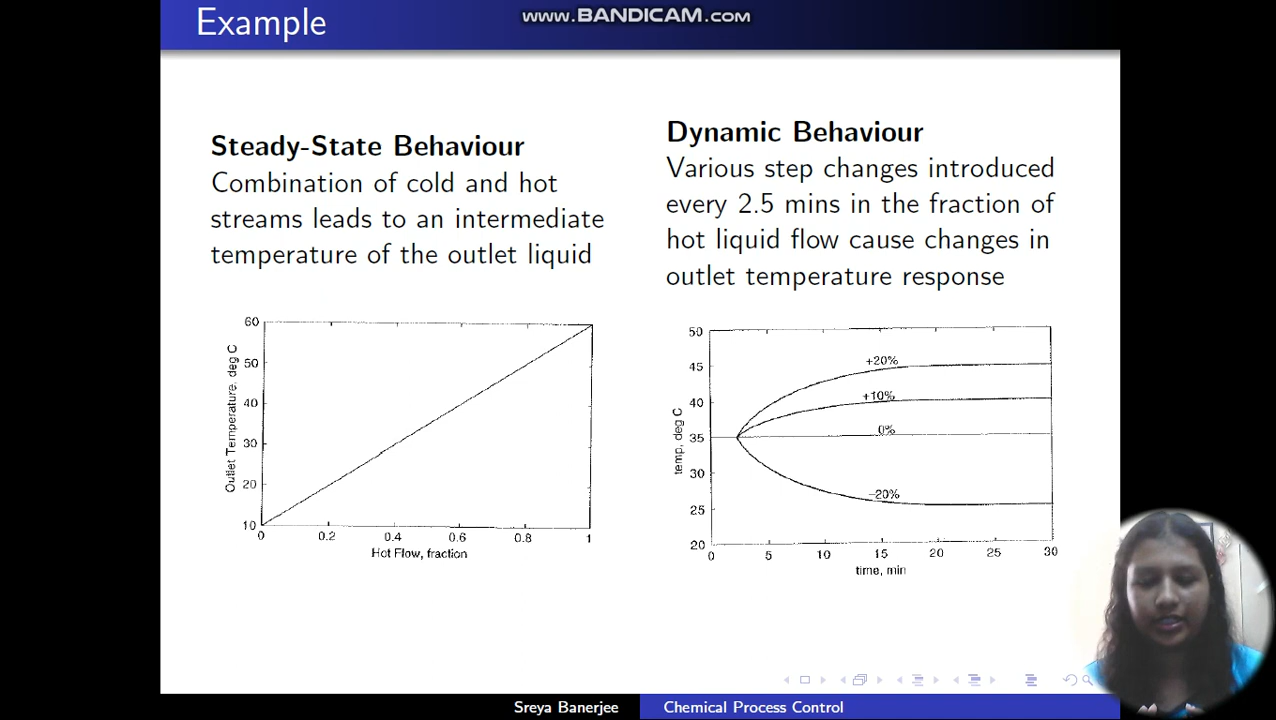 Example
www.BANDICAM.com
Steady-State Behaviour
Combination of cold and hot
streams leads to an intermediate
temperature of the outlet liquid
Dynamic Behaviour
Various step changes introduced
every 2.5 mins in the fraction of
hot liquid flow cause changes in
outlet temperature response
60
50
40
30
20
10
Outlet Temperature, deg C
0 0.2 0.4 0.6 0.8 1
Hot Flow, fraction
50
45
40
35
30
25
20
temp, deg C
+20%
+10%
0%
-20%
0 5 10 15 20 25 30
time, min
Sreya Banerjee
Chemical Process Control